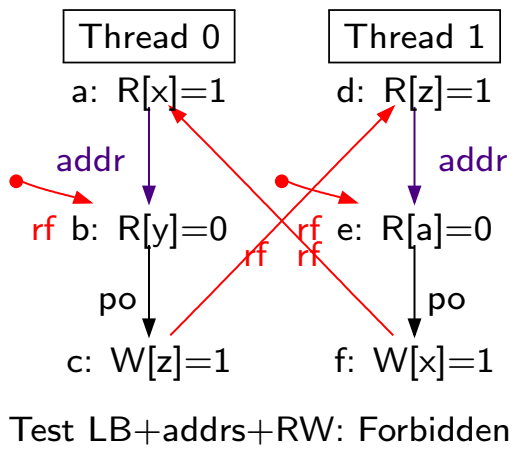 Thread 0 Thread 1
a: R[x]=1 d: R[z]=1
addr addr
rf b: R[y]=0 rf e: R[a]=0
rf rf
po po
c: W[z]=1 f: W[x]=1
Test LB+addrs+RW: Forbidden